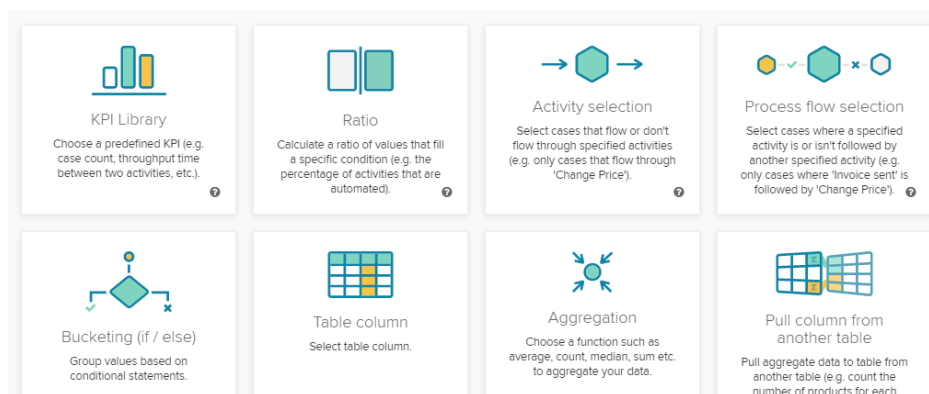 KPI Library
Choose a predefined KPI (e.g.
case count, throughput time
between two activities, etc.).
Ratio
Calculate a ratio of values that fill
a specific condition (e.g. the
percentage of activities that are
automated).
Activity selection
Select cases that flow or don't
flow through specified activities
(e.g. only cases that flow through
'Change Price').
Process flow selection
Select cases where a specified
activity is or isn't followed by
another specified activity (e.g.
only cases where 'Invoice sent' is
followed by 'Change Price').
Bucketing (if / else)
Group values based on
conditional statements.
Table column
Select table column.
Aggregation
Choose a function such as
average, count, median, sum etc.
to aggregate your data.
Pull column from
another table
Pull aggregate data to table from
another table (e.g. count the
number of products for each